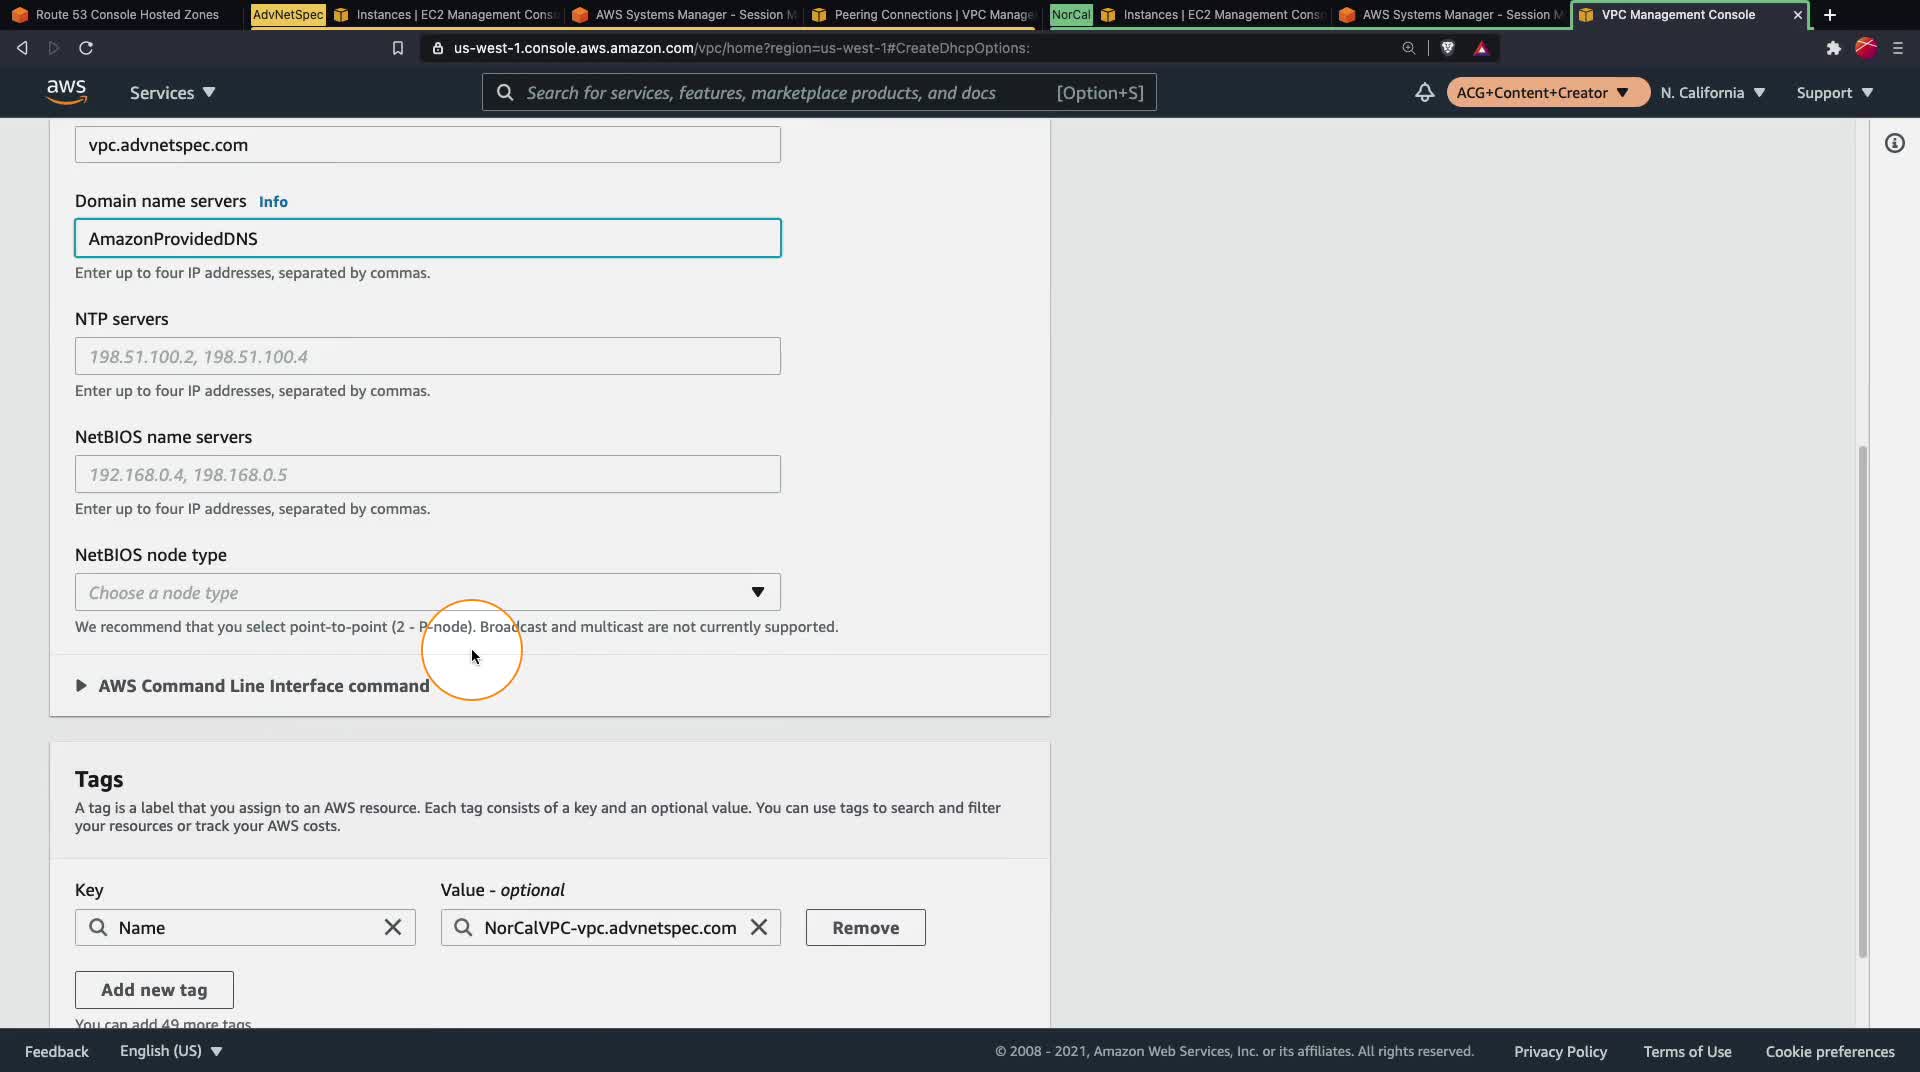 Route 53 Console Hosted Zones
AdvNetSpec
Instances | EC2 Management Cons
AWS Systems Manager - Session M
Peering Connections | VPC Manage
NorCal
Instances | EC2 Management Cons
AWS Systems Manager - Session M
VPC Management Console
us-west-1.console.aws.amazon.com/vpc/home?region=us-west-1#CreateDhcpOptions:
aws
Services
Search for services, features, marketplace products, and docs
[Option+S]
ACG+Content+Creator
N. California
Support
vpc.advnetspec.com
Domain name servers Info
AmazonProvidedDNS
Enter up to four IP addresses, separated by commas.
NTP servers
198.51.100.2, 198.51.100.4
Enter up to four IP addresses, separated by commas.
NetBIOS name servers
192.168.0.4, 198.168.0.5
Enter up to four IP addresses, separated by commas.
NetBIOS node type
Choose a node type
We recommend that you select point-to-point (2 - P-node). Broadcast and multicast are not currently supported.
AWS Command Line Interface command
Tags
A tag is a label that you assign to an AWS resource. Each tag consists of a key and an optional value. You can use tags to search and filter
your resources or track your AWS costs.
Key
Value - optional
Name
NorCalVPC-vpc.advnetspec.com
Remove
Add new tag
You can add 49 more tags
Feedback
English (US)
© 2008 - 2021, Amazon Web Services, Inc. or its affiliates. All rights reserved.
Privacy Policy
Terms of Use
Cookie preferences